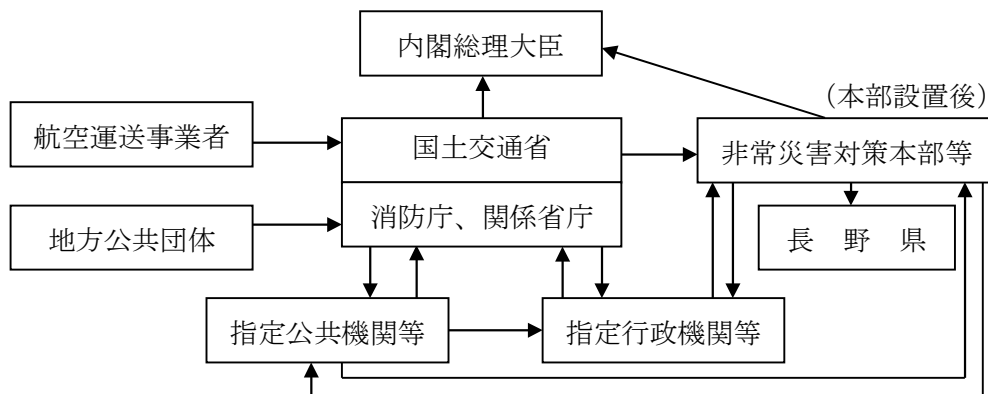 内閣総理大臣
（本部設置後）
航空運送事業者
国土交通省
非常災害対策本部等
地方公共団体
消防庁、関係省庁
長　野　県
指定公共機関等
指定行政機関等